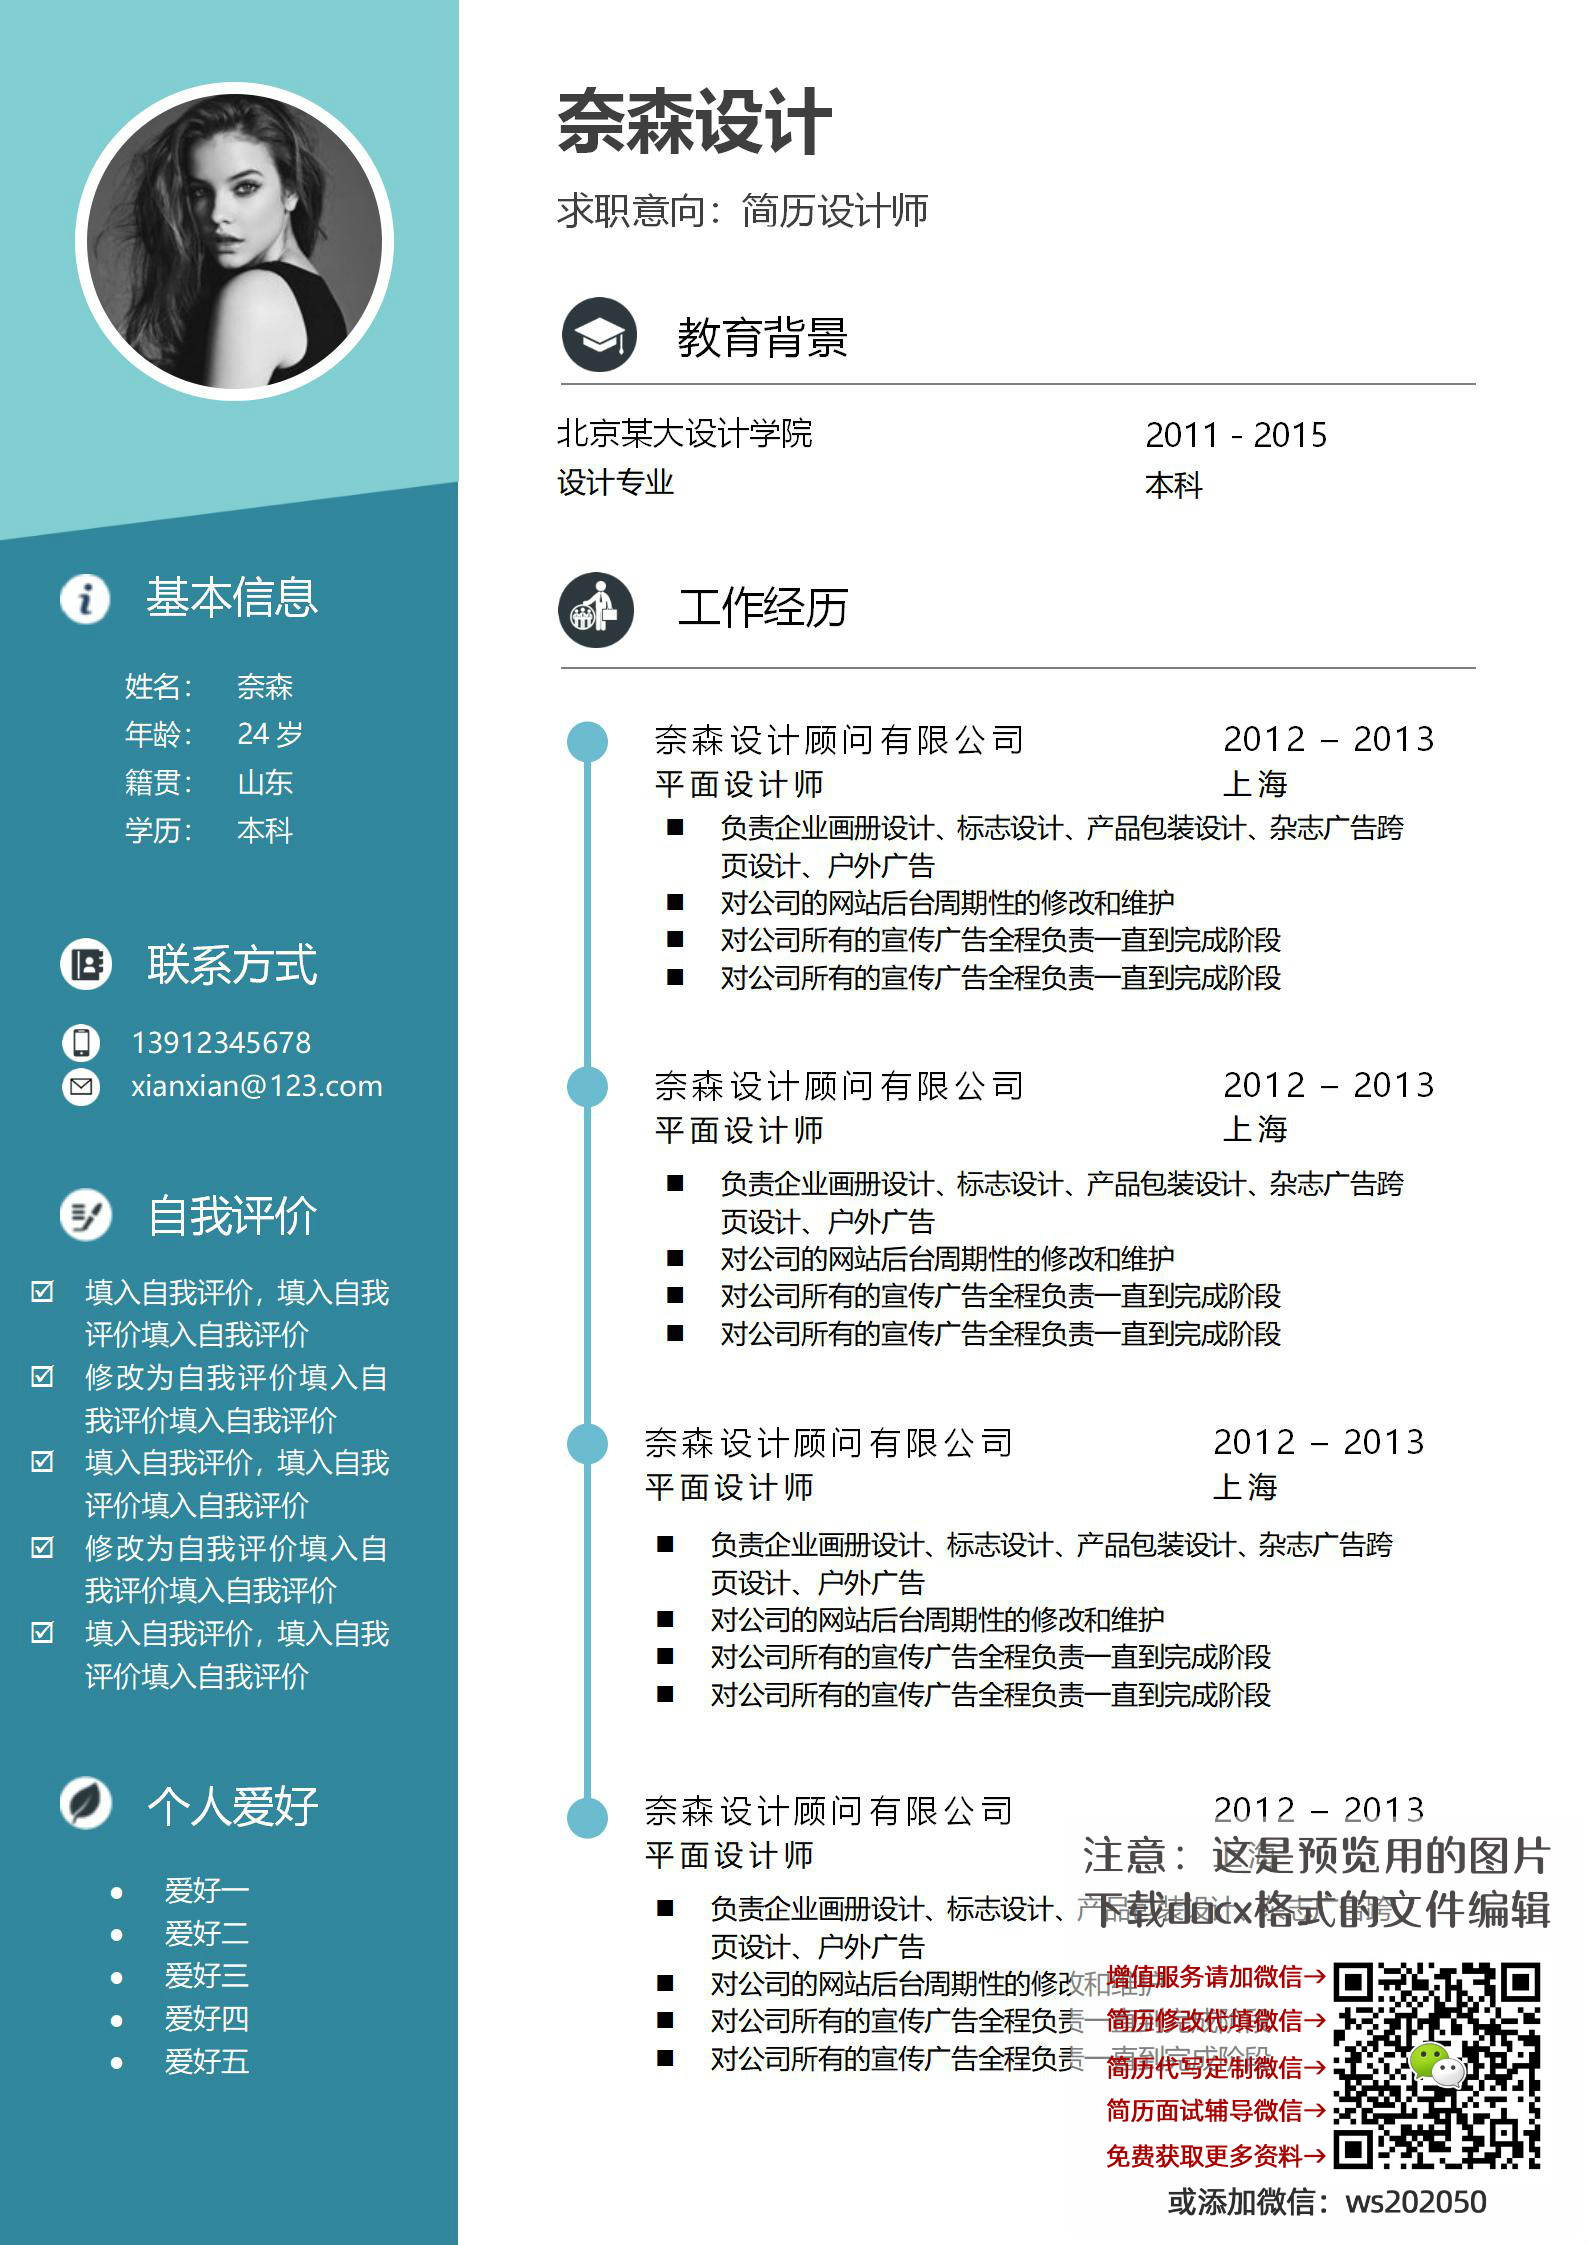 奈森设计
求职意向：简历设计师
教育背景
北京某大设计学院 2011 - 2015
设计专业 本科
工作经历
奈森设计顾问有限公司 2012 – 2013
平面设计师 上海
■ 负责企业画册设计、标志设计、产品包装设计、杂志广告跨
页设计、户外广告
■ 对公司的网站后台周期性的修改和维护
■ 对公司所有的宣传广告全程负责一直到完成阶段
■ 对公司所有的宣传广告全程负责一直到完成阶段
奈森设计顾问有限公司 2012 – 2013
平面设计师 上海
■ 负责企业画册设计、标志设计、产品包装设计、杂志广告跨
页设计、户外广告
■ 对公司的网站后台周期性的修改和维护
■ 对公司所有的宣传广告全程负责一直到完成阶段
■ 对公司所有的宣传广告全程负责一直到完成阶段
奈森设计顾问有限公司 2012 – 2013
平面设计师 上海
■ 负责企业画册设计、标志设计、产品包装设计、杂志广告跨
页设计、户外广告
■ 对公司的网站后台周期性的修改和维护
■ 对公司所有的宣传广告全程负责一直到完成阶段
■ 对公司所有的宣传广告全程负责一直到完成阶段
奈森设计顾问有限公司 2012 – 2013
平面设计师 上海
■ 负责企业画册设计、标志设计、产品包装设计、杂志广告跨
页设计、户外广告
■ 对公司的网站后台周期性的修改和维护
■ 对公司所有的宣传广告全程负责一直到完成阶段
■ 对公司所有的宣传广告全程负责一直到完成阶段
基本信息
姓名： 奈森
年龄： 24 岁
籍贯： 山东
学历： 本科
联系方式
13912345678
xianxian@123.com
自我评价
☑ 填入自我评价，填入自我
评价填入自我评价
☑ 修改为自我评价填入自
我评价填入自我评价
☑ 填入自我评价，填入自我
评价填入自我评价
☑ 修改为自我评价填入自
我评价填入自我评价
☑ 填入自我评价，填入自我
评价填入自我评价
个人爱好
● 爱好一
● 爱好二
● 爱好三
● 爱好四
● 爱好五
注意：这是预览用的图片
下载docx格式的文件编辑
增值服务请加微信→
简历修改代填微信→
简历代写定制微信→
简历面试辅导微信→
免费获取更多资料→
或添加微信：ws202050